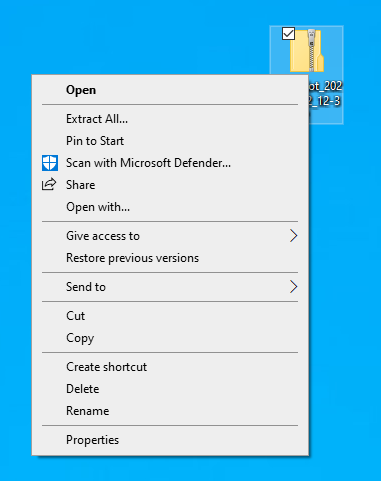 ot_202
2_12-3
Open
Extract All...
Pin to Start
Scan with Microsoft Defender...
Share
Open with...
Give access to
Restore previous versions
Send to
Cut
Copy
Create shortcut
Delete
Rename
Properties